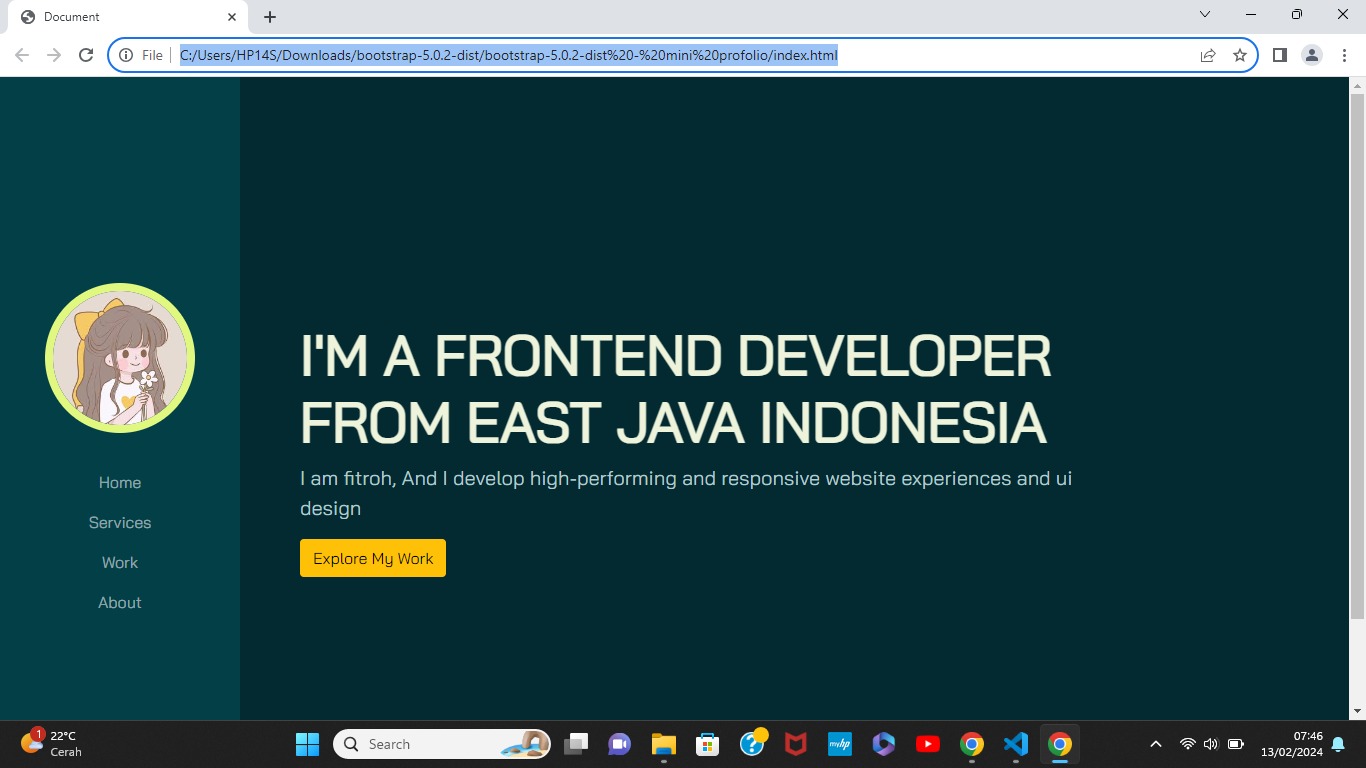 Document
File
C:/Users/HP14S/Downloads/bootstrap-5.0.2-dist/bootstrap-5.0.2-dist%20-%20mini%20profolio/index.html
Home
Services
Work
About
I'M A FRONTEND DEVELOPER
FROM EAST JAVA INDONESIA
I am fitroh, And I develop high-performing and responsive website experiences and ui
design
Explore My Work
1
22°C
Cerah
Search
myhp
07:46
13/02/2024